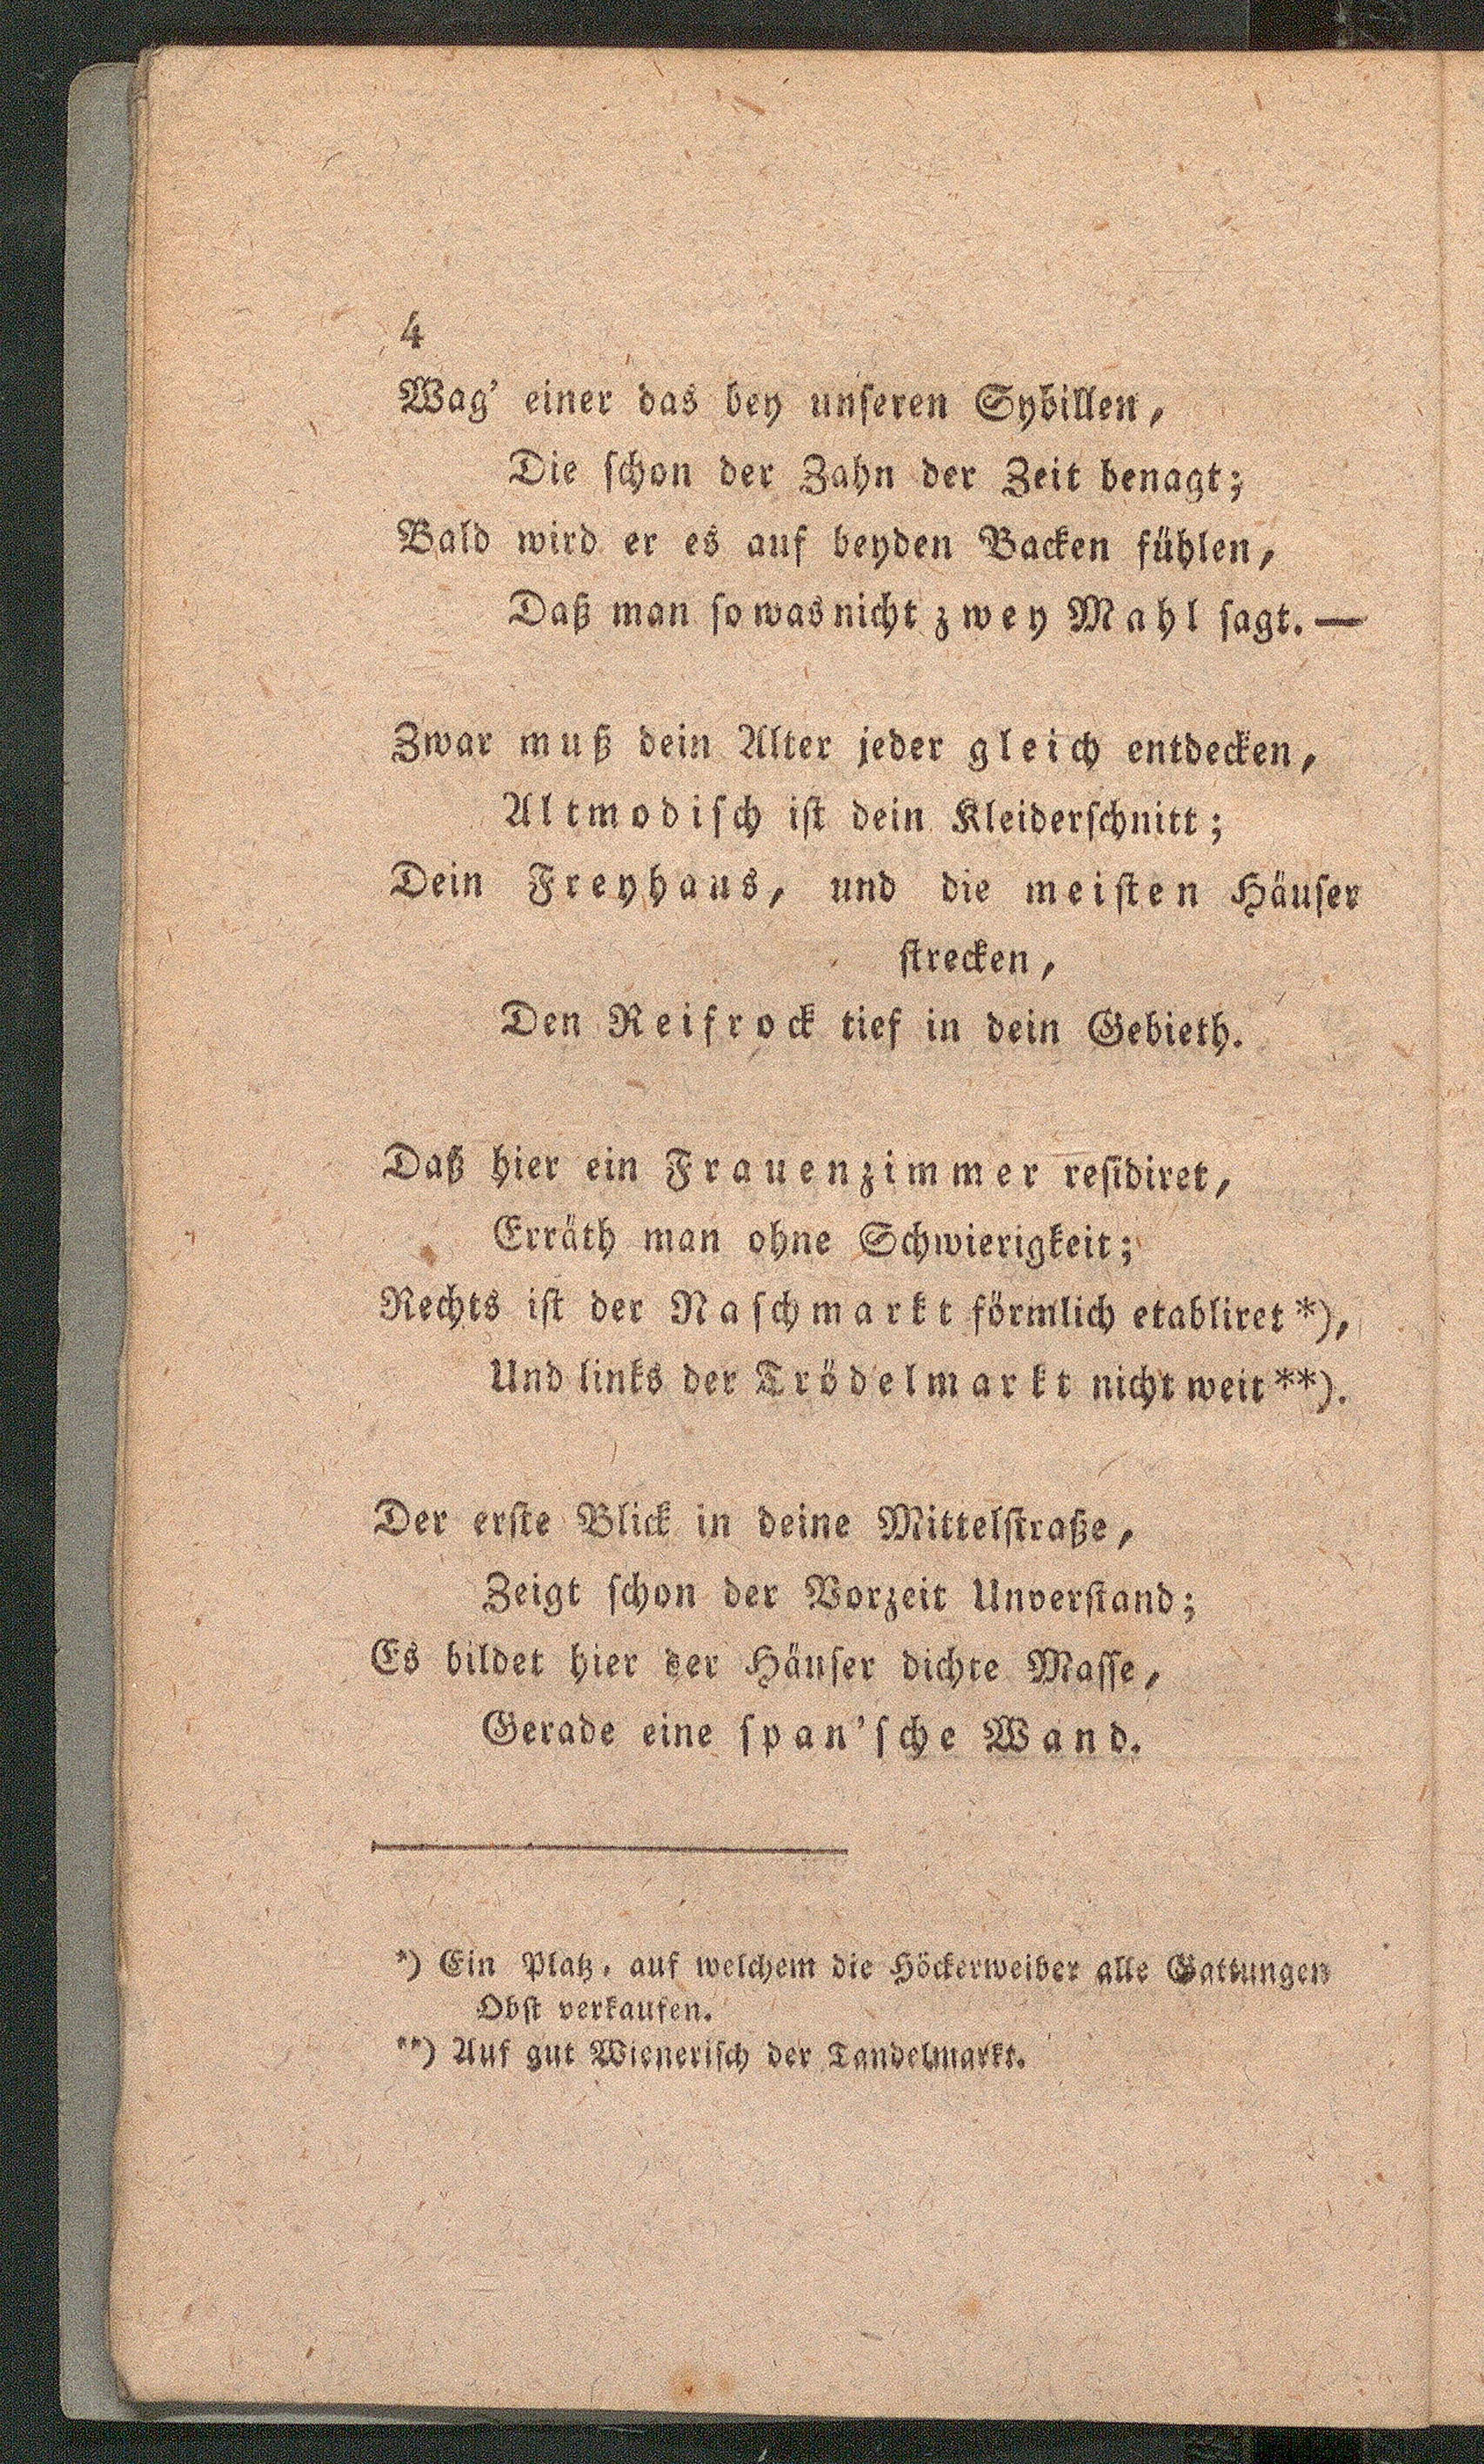 4
Wag' einer das bey unseren Sybillen,
Die schon der Zahn der Zeit benagt;
Bald wird er es auf beyden Backen fühlen,
Daß man so was nicht zwey Mahl sagt. —
Zwar muß dein Alter jeder gleich entdecken,
Altmodisch ist dein Kleiderschnitt;
Dein Freyhaus, und die meisten Häuser
strecken,
Den Reifrock tief in dein Gebieth.
Daß hier ein Frauenzimmer residiret,
Erräth man ohne Schwierigkeit;
Rechts ist der Naschmarkt förmlich etabliret *),
Und links der Trödelmarkt nicht weit **).
Der erste Blick in deine Mittelstraße,
Zeigt schon der Vorzeit Unverstand;
Es bildet hier der Häuser dichte Masse,
Gerade eine span'sche Wand.
*) Ein Platz, auf welchem die Höckerweiber alle Gattungen
Obst verkaufen.
**) Auf gut Wienerisch der Tandelmarkt.